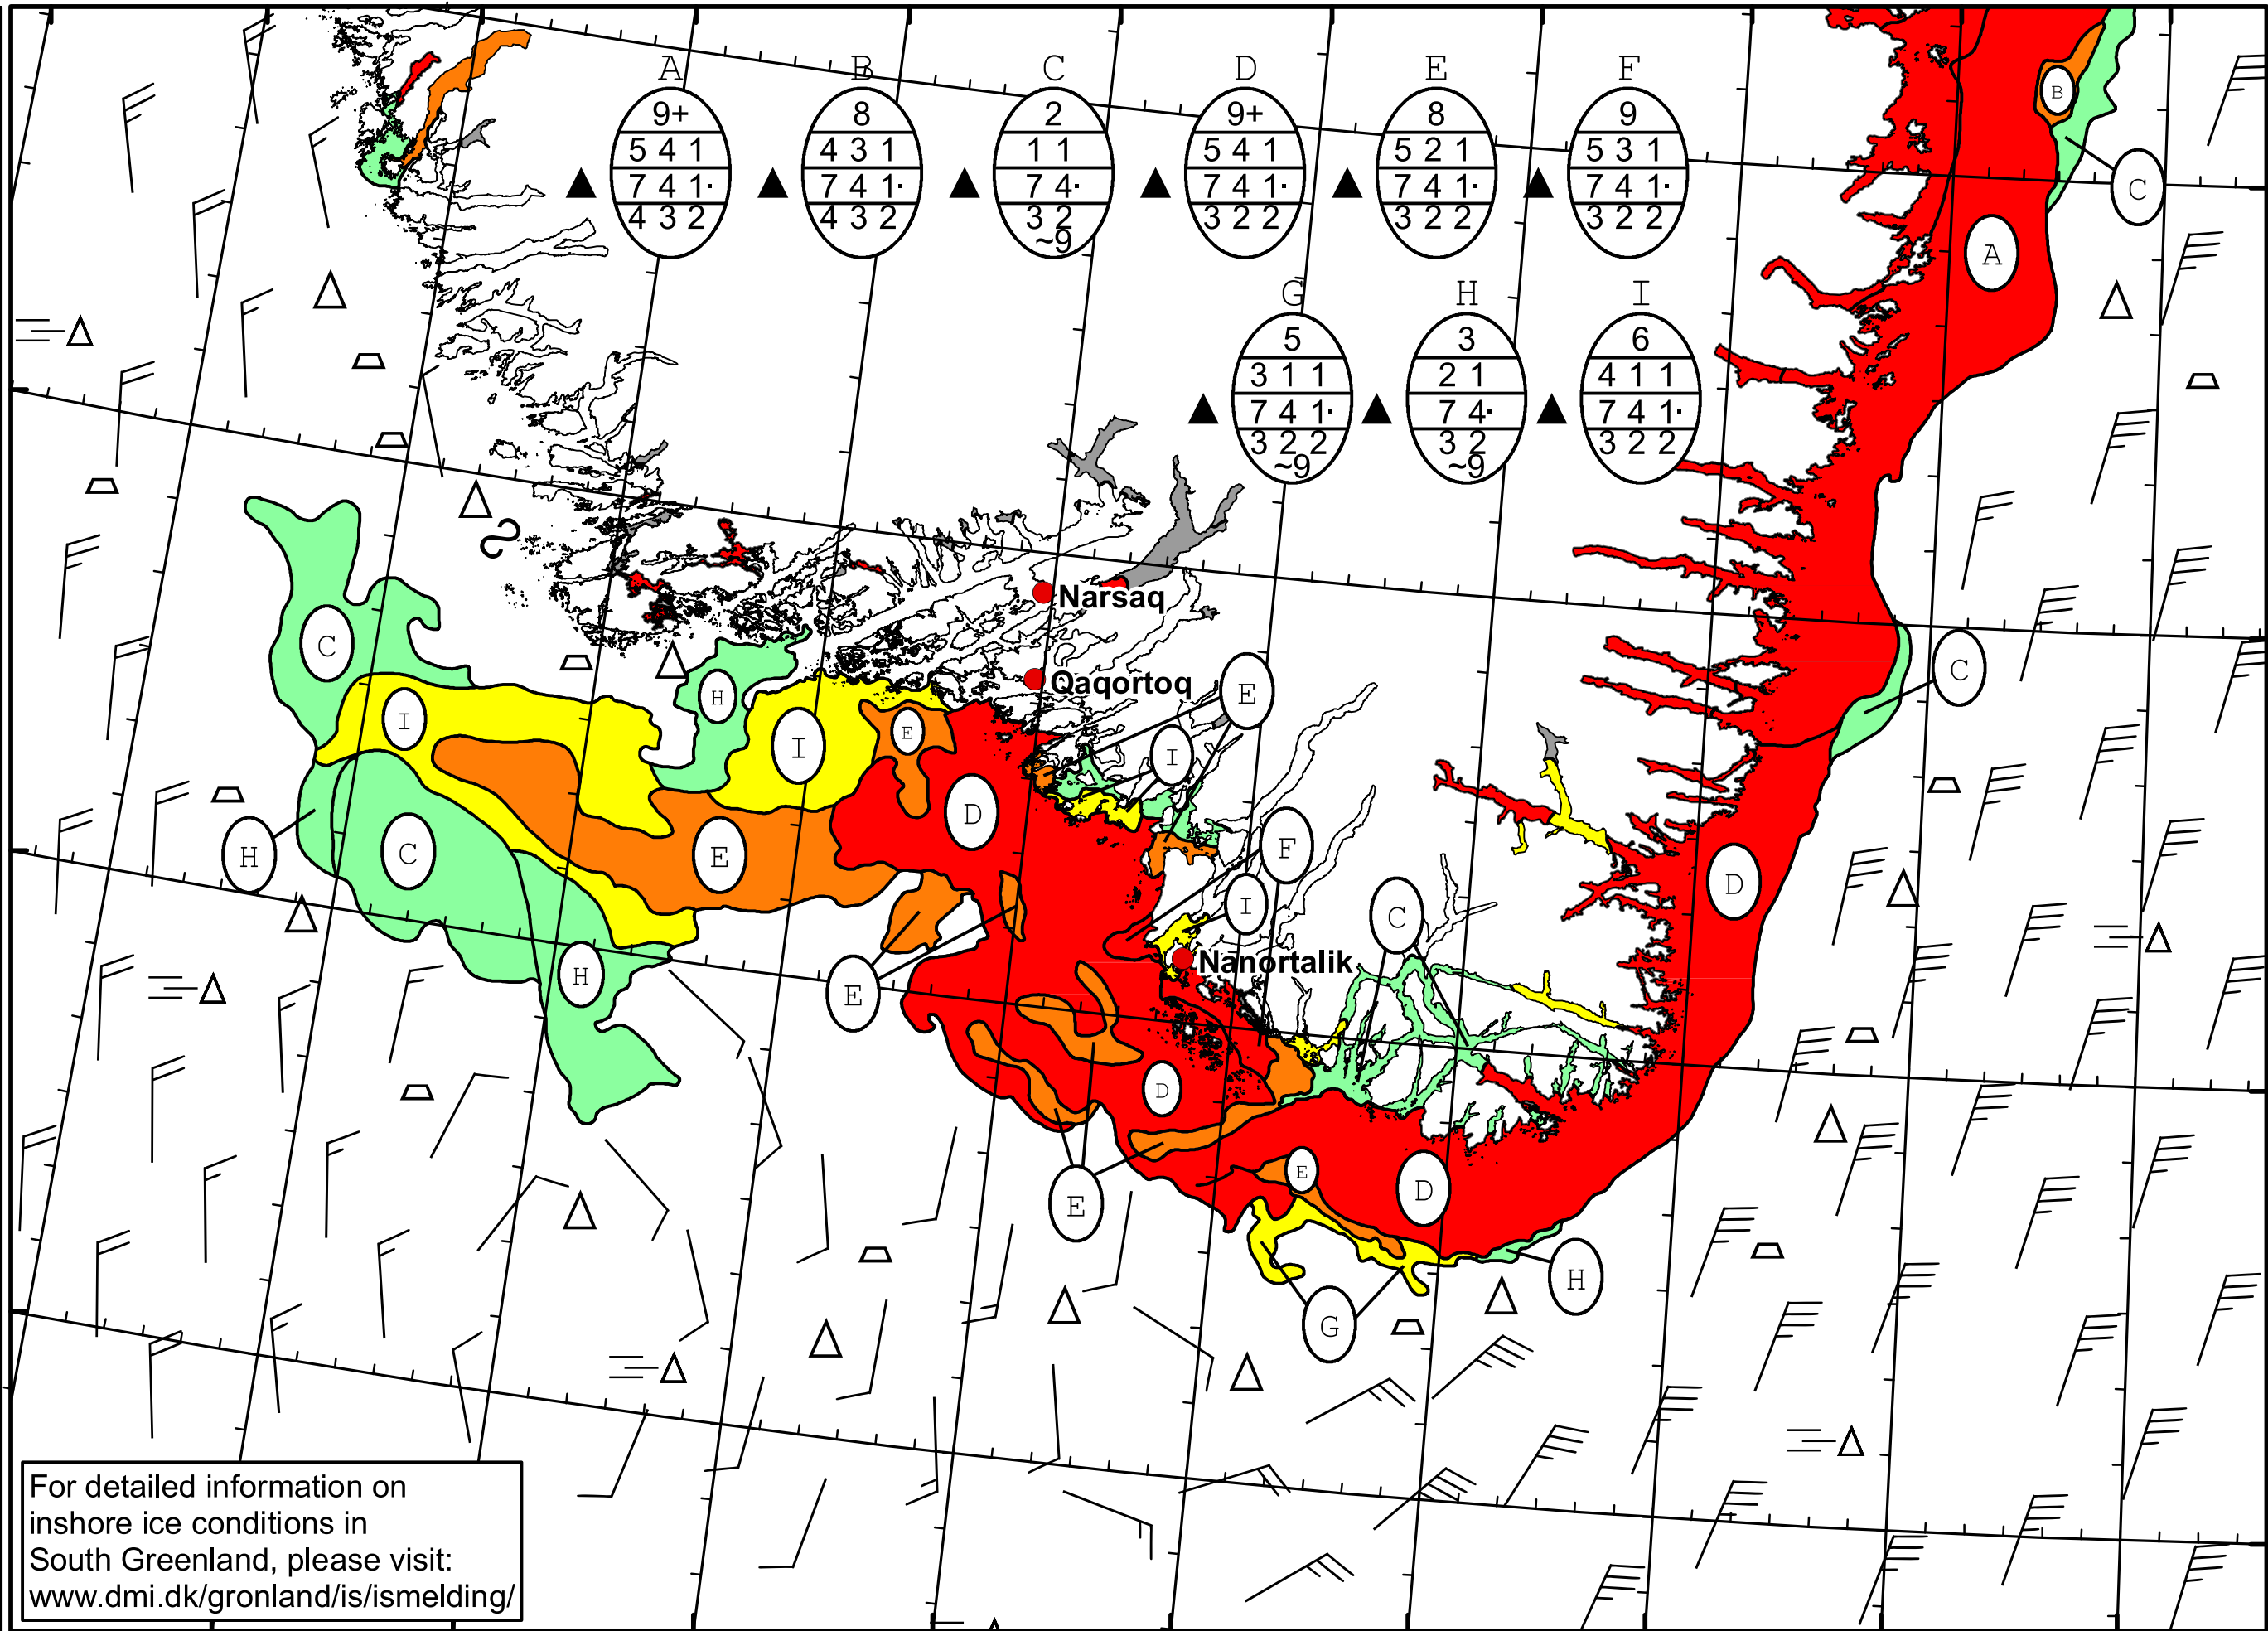 A B C D E F
9+ 8 2 9+ 8 9
5 4 1 4 3 1 1 1 5 4 1 5 2 1 5 3 1
7 4 1· 7 4 1· 7 4· 7 4 1· 7 4 1· 7 4 1·
4 3 2 4 3 2 3 2 3 2 2 3 2 2 3 2 2
~9
G H I
5 3 6
3 1 1 2 1 4 1 1
7 4 1· 7 4· 7 4 1·
3 2 2 3 2 3 2 2
~9 ~9
B
C
A
Narsaq
C
C
Qaqortoq
E
H
I
E
I
I
D
F
H
C
E
D
I
C
Nanortalik
H
E
D
E
D
E
H
G
For detailed information on
inshore ice conditions in
South Greenland, please visit:
www.dmi.dk/gronland/is/ismelding/